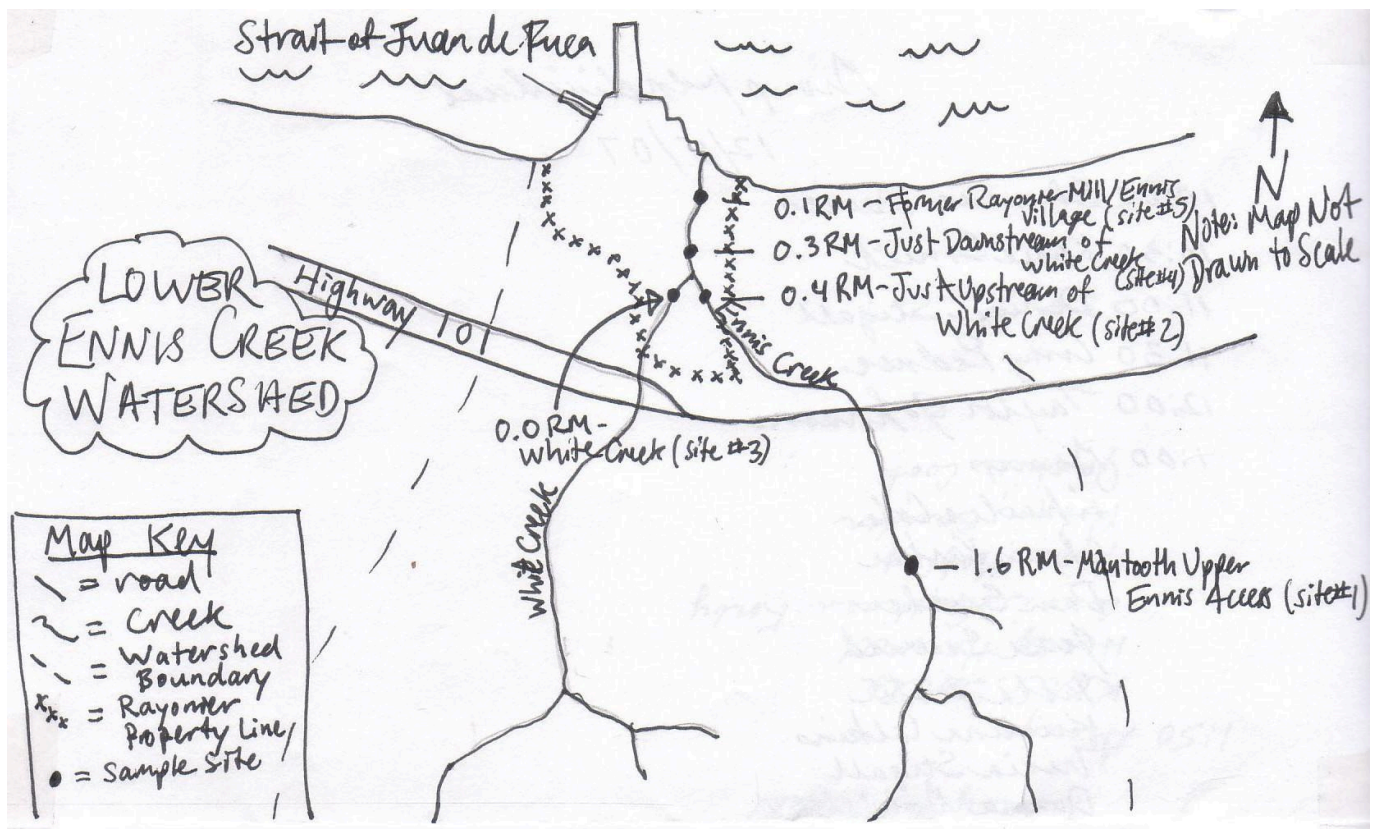 Strait of Juan de Fuca
N
Note: Map Not
Drawn to Scale
0.1 RM - Former Rayonier Mill/Ennis
Village (site #5)
0.3 RM - Just Downstream of
White Creek (site #4)
0.4 RM - Just Upstream of
White Creek (site #2)
LOWER
ENNIS CREEK
WATERSHED
Highway 101
Ennis Creek
0.0 RM -
White Creek (site #3)
White Creek
1.6 RM - Maytooth Upper
Ennis Access (site #1)
Map Key
= road
= Creek
= Watershed
Boundary
xxx = Rayonier
Property Line
= Sample Site